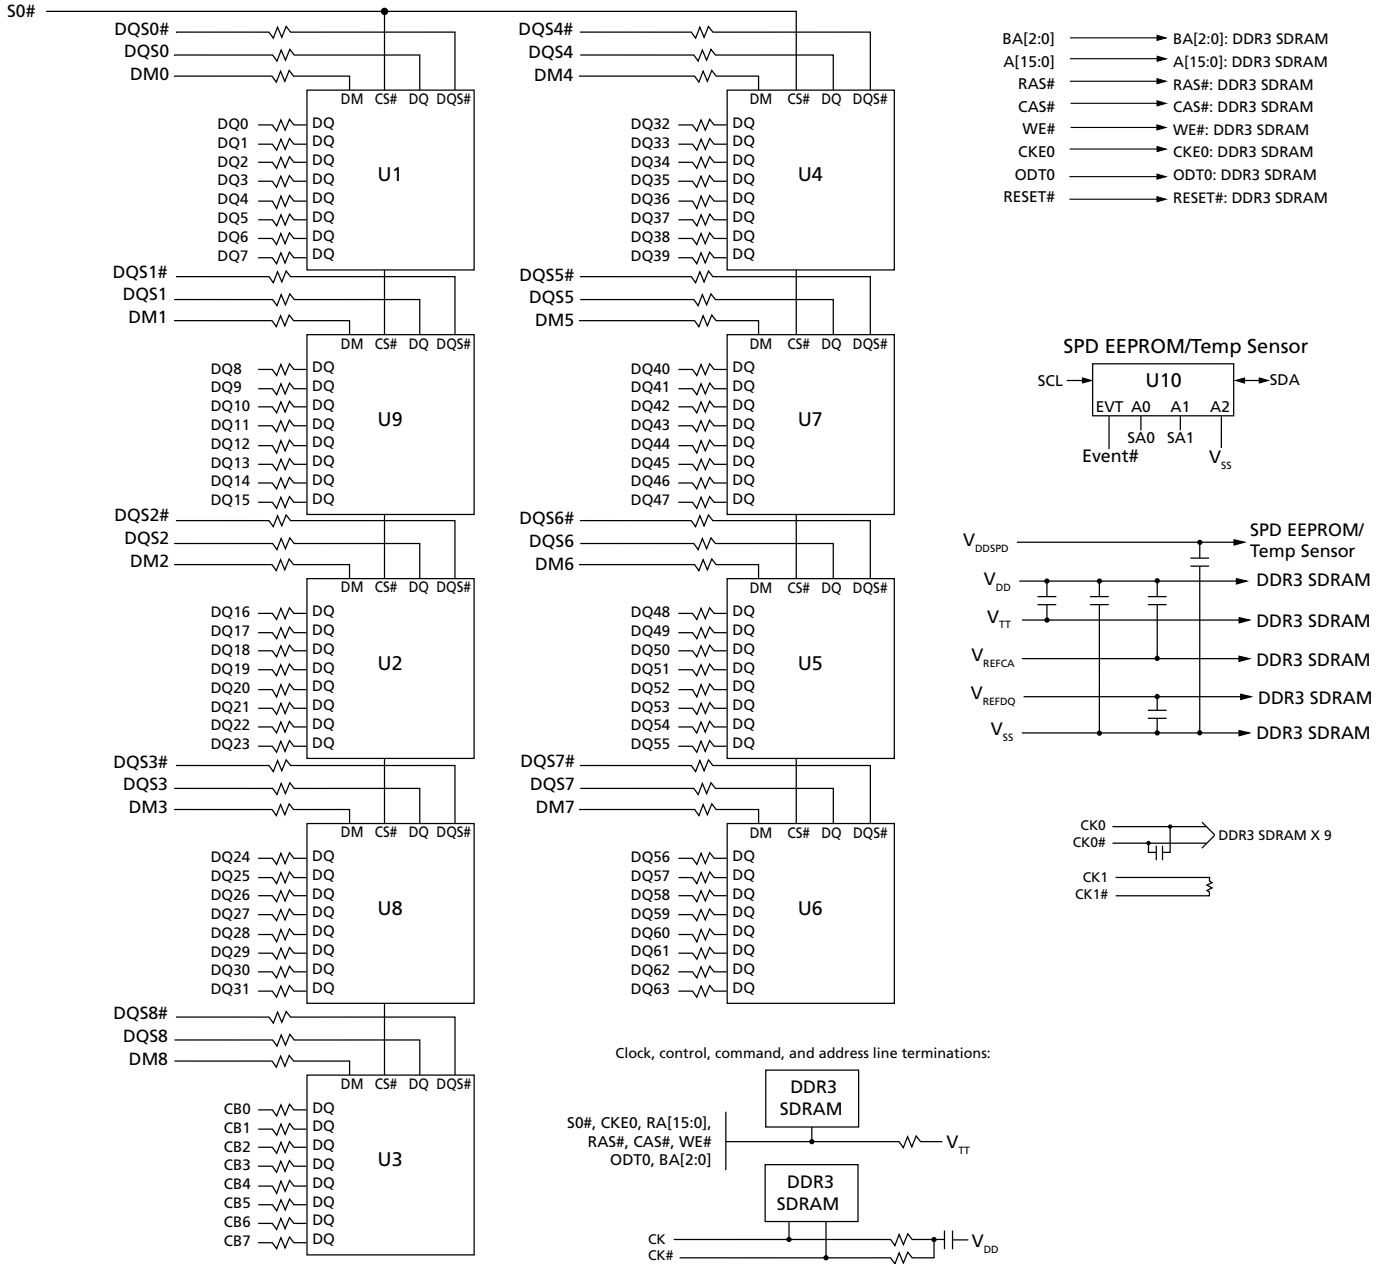 S0#
DQS0#
DQS0
DM0
DM CS# DQ DQS#
DQ0 DQ
DQ1 DQ
DQ2 DQ
DQ3 DQ
DQ4 DQ
DQ5 DQ
DQ6 DQ
DQ7 DQ
U1
DQS1#
DQS1
DM1
DM CS# DQ DQS#
DQ8 DQ
DQ9 DQ
DQ10 DQ
DQ11 DQ
DQ12 DQ
DQ13 DQ
DQ14 DQ
DQ15 DQ
U9
DQS2#
DQS2
DM2
DM CS# DQ DQS#
DQ16 DQ
DQ17 DQ
DQ18 DQ
DQ19 DQ
DQ20 DQ
DQ21 DQ
DQ22 DQ
DQ23 DQ
U2
DQS3#
DQS3
DM3
DM CS# DQ DQS#
DQ24 DQ
DQ25 DQ
DQ26 DQ
DQ27 DQ
DQ28 DQ
DQ29 DQ
DQ30 DQ
DQ31 DQ
U8
DQS8#
DQS8
DM8
DM CS# DQ DQS#
CB0 DQ
CB1 DQ
CB2 DQ
CB3 DQ
CB4 DQ
CB5 DQ
CB6 DQ
CB7 DQ
U3
DQS4#
DQS4
DM4
DM CS# DQ DQS#
DQ32 DQ
DQ33 DQ
DQ34 DQ
DQ35 DQ
DQ36 DQ
DQ37 DQ
DQ38 DQ
DQ39 DQ
U4
DQS5#
DQS5
DM5
DM CS# DQ DQS#
DQ40 DQ
DQ41 DQ
DQ42 DQ
DQ43 DQ
DQ44 DQ
DQ45 DQ
DQ46 DQ
DQ47 DQ
U7
DQS6#
DQS6
DM6
DM CS# DQ DQS#
DQ48 DQ
DQ49 DQ
DQ50 DQ
DQ51 DQ
DQ52 DQ
DQ53 DQ
DQ54 DQ
DQ55 DQ
U5
DQS7#
DQS7
DM7
DM CS# DQ DQS#
DQ56 DQ
DQ57 DQ
DQ58 DQ
DQ59 DQ
DQ60 DQ
DQ61 DQ
DQ62 DQ
DQ63 DQ
U6
BA[2:0] BA[2:0]: DDR3 SDRAM
A[15:0] A[15:0]: DDR3 SDRAM
RAS# RAS#: DDR3 SDRAM
CAS# CAS#: DDR3 SDRAM
WE# WE#: DDR3 SDRAM
CKE0 CKE0: DDR3 SDRAM
ODT0 ODT0: DDR3 SDRAM
RESET# RESET#: DDR3 SDRAM
SPD EEPROM/Temp Sensor
SCL U10 SDA
EVT A0 A1 A2
SA0 SA1
Event# VSS
VDDSPD SPD EEPROM/
Temp Sensor
VDD DDR3 SDRAM
VTT DDR3 SDRAM
VREFCA DDR3 SDRAM
VREFDQ DDR3 SDRAM
VSS DDR3 SDRAM
CK0
CK0#
DDR3 SDRAM X 9
CK1
CK1#
Clock, control, command, and address line terminations:
DDR3
SDRAM
S0#, CKE0, RA[15:0],
RAS#, CAS#, WE#
ODT0, BA[2:0]
VTT
DDR3
SDRAM
CK
CK#
VDD